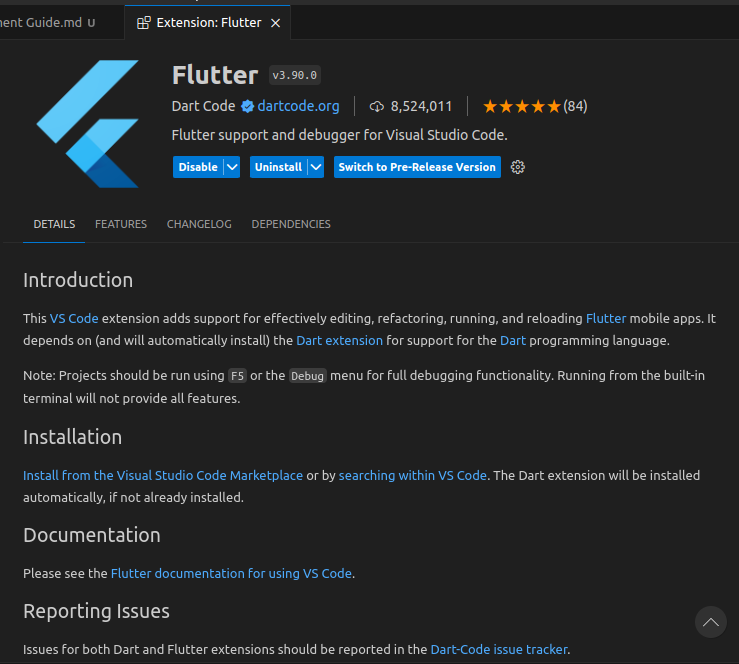 ent Guide.md U
Extension: Flutter
Flutter v3.90.0
Dart Code dartcode.org 8,524,011 (84)
Flutter support and debugger for Visual Studio Code.
Disable Uninstall Switch to Pre-Release Version
DETAILS FEATURES CHANGELOG DEPENDENCIES
Introduction
This VS Code extension adds support for effectively editing, refactoring, running, and reloading Flutter mobile apps. It
depends on (and will automatically install) the Dart extension for support for the Dart programming language.
Note: Projects should be run using F5 or the Debug menu for full debugging functionality. Running from the built-in
terminal will not provide all features.
Installation
Install from the Visual Studio Code Marketplace or by searching within VS Code. The Dart extension will be installed
automatically, if not already installed.
Documentation
Please see the Flutter documentation for using VS Code.
Reporting Issues
Issues for both Dart and Flutter extensions should be reported in the Dart-Code issue tracker.